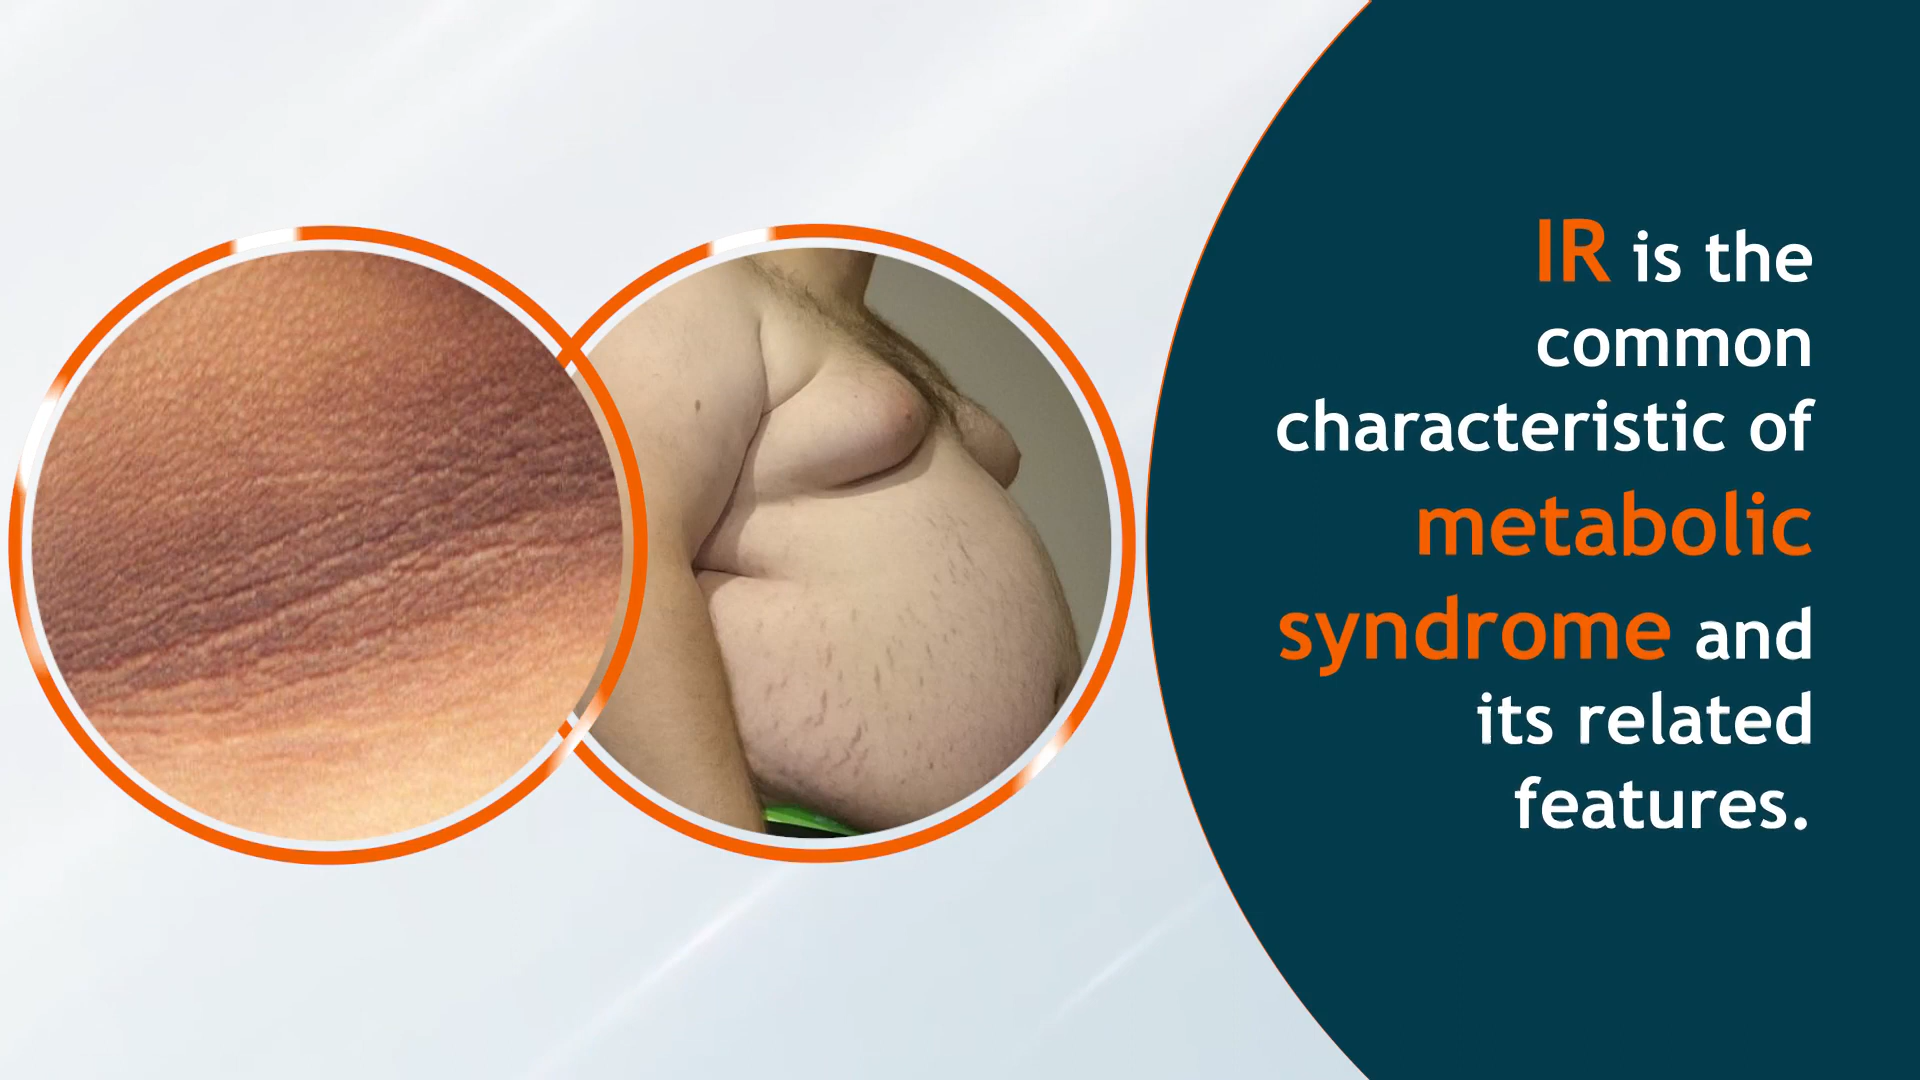 IR is the
common
characteristic of
metabolic
syndrome and
its related
features.